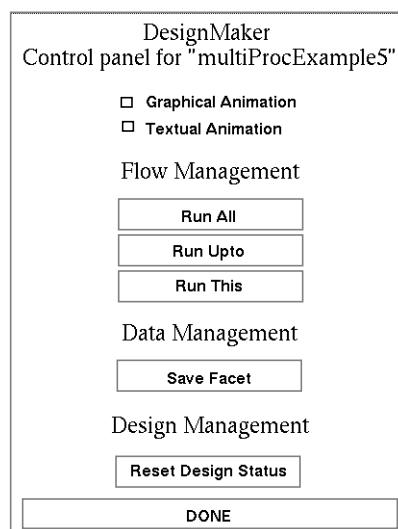 DesignMaker
Control panel for "multiProcExample5"
Graphical Animation
Textual Animation
Flow Management
Run All
Run Upto
Run This
Data Management
Save Facet
Design Management
Reset Design Status
DONE